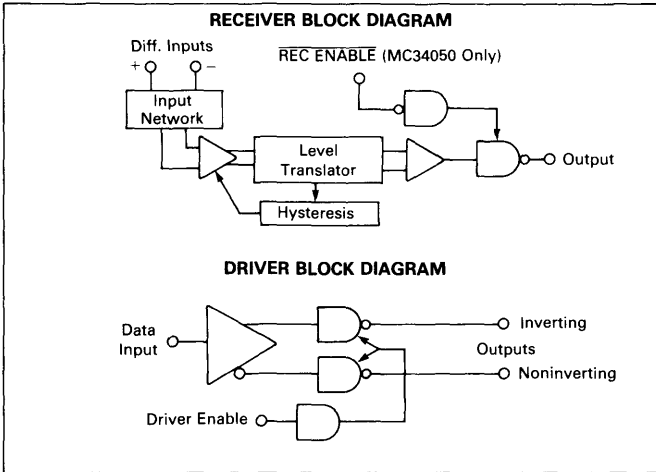 RECEIVER BLOCK DIAGRAM
Diff. Inputs
+ −
REC ENABLE (MC34050 Only)
Input
Network
Level
Translator
Output
Hysteresis
DRIVER BLOCK DIAGRAM
Data
Input
Inverting
Outputs
Noninverting
Driver Enable